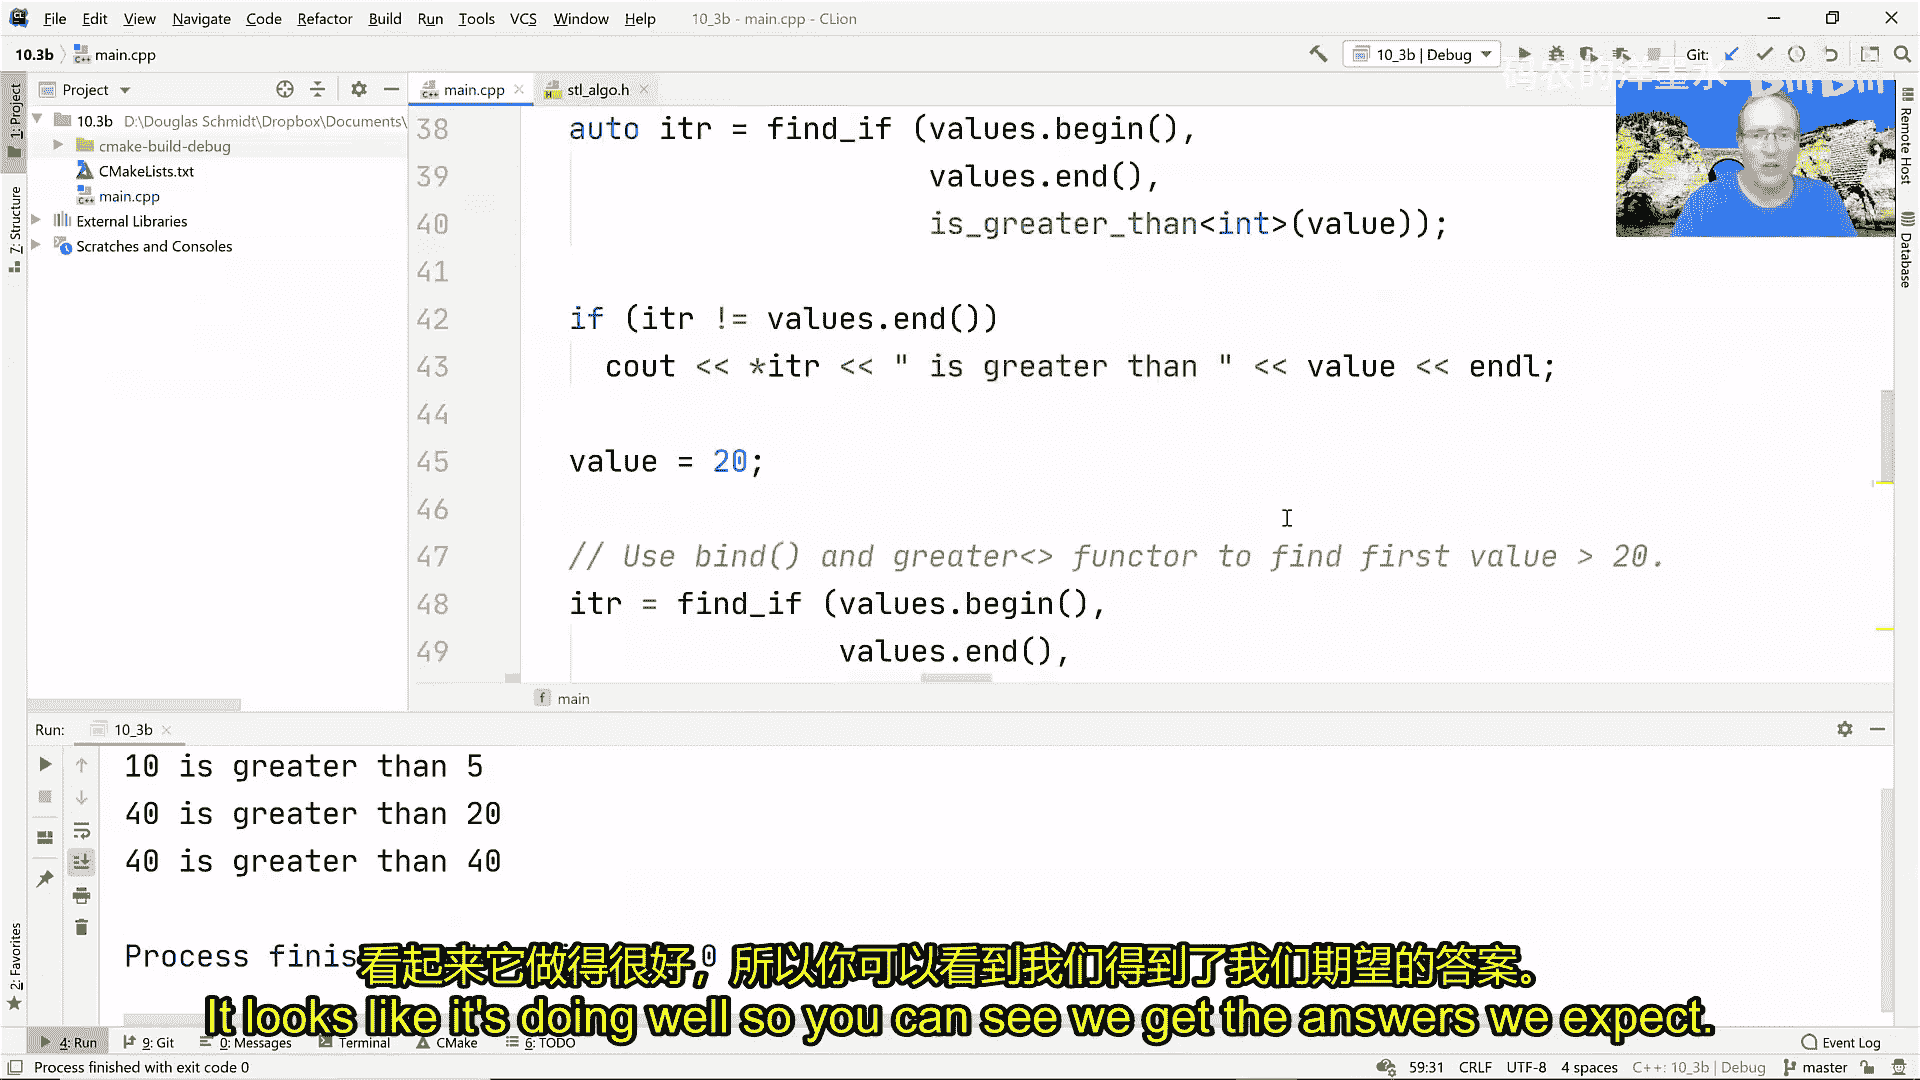 File Edit View Navigate Code Refactor Build Run Tools VCS Window Help 10_3b - main.cpp - CLion
10.3b main.cpp 10_3b | Debug Git:
码农的洋墨水
1: Project
Project
main.cpp
stl_algo.h
10.3b D:\Douglas Schmidt\Dropbox\Documents\
cmake-build-debug
CMakeLists.txt
main.cpp
External Libraries
Scratches and Consoles
Z: Structure
Remote Host
Database
38 auto itr = find_if (values.begin(),
39 values.end(),
40 is_greater_than<int>(value));
41
42 if (itr != values.end())
43 cout << *itr << " is greater than " << value << endl;
44
45 value = 20;
46
47 // Use bind() and greater<> functor to find first value > 20.
48 itr = find_if (values.begin(),
49 values.end(),
f main
Run: 10_3b
10 is greater than 5
40 is greater than 20
40 is greater than 40
Process finis 0
看起来它做得很好，所以你可以看到我们得到了我们期望的答案。
It looks like it's doing well so you can see we get the answers we expect.
2: Favorites
4: Run 9: Git 0: Messages Terminal CMake 6: TODO Event Log
Process finished with exit code 0 59:31 CRLF UTF-8 4 spaces C++: 10_3b | Debug master